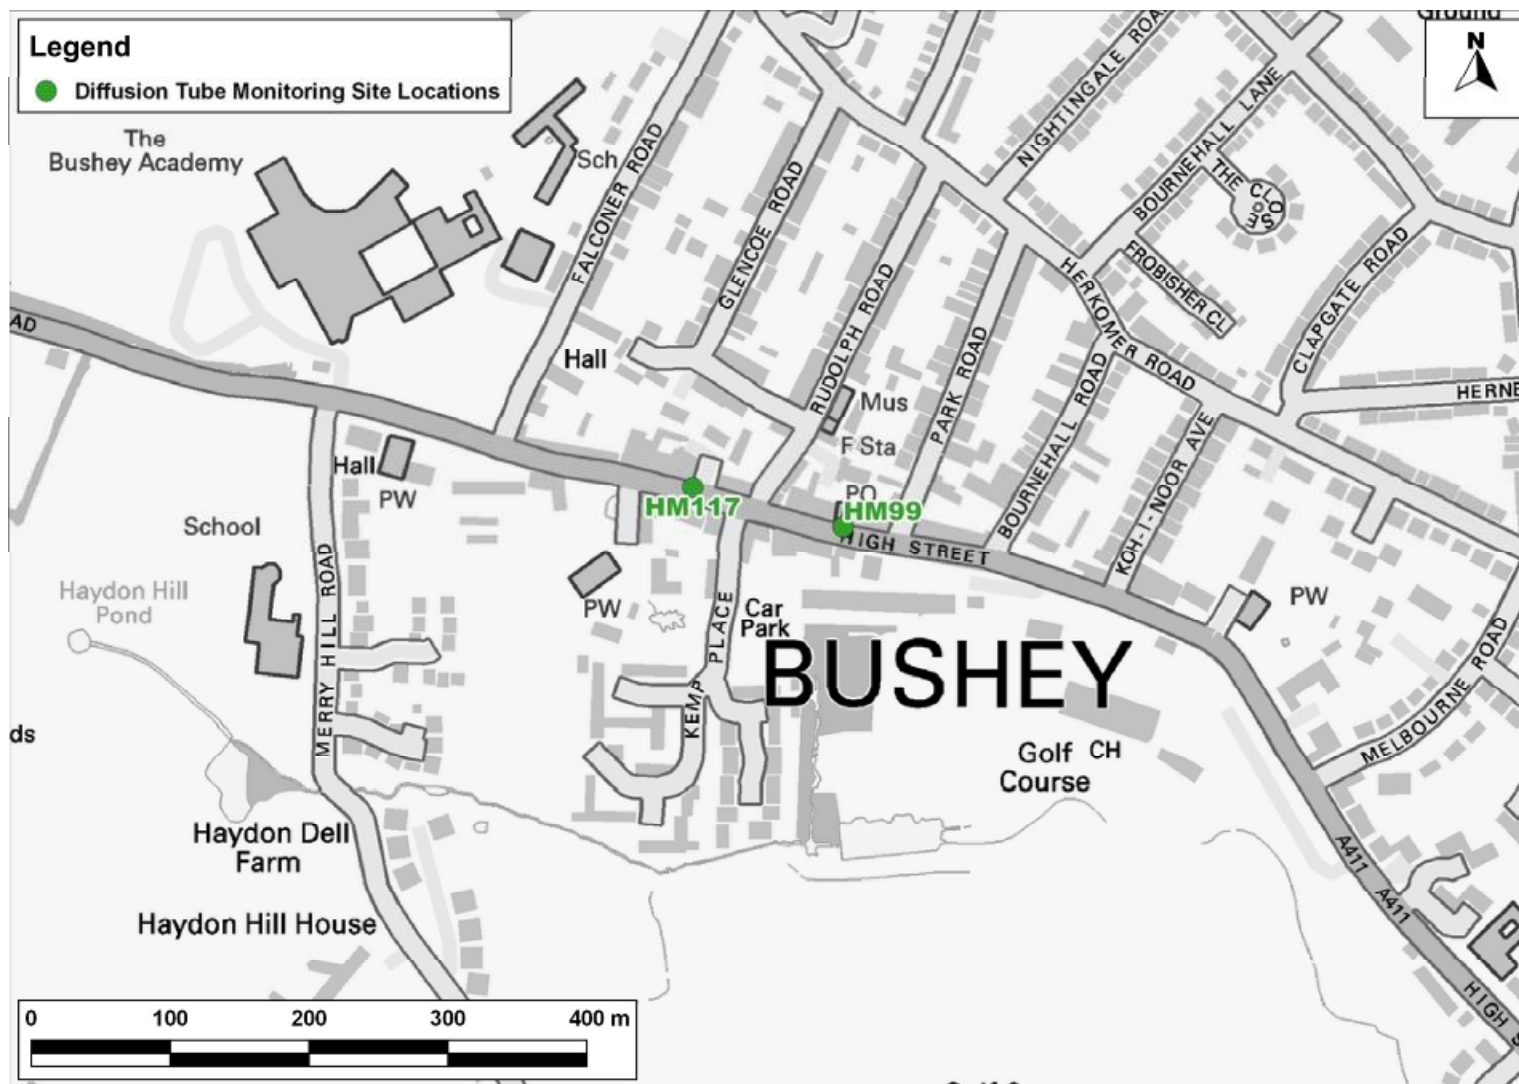 Legend
Diffusion Tube Monitoring Site Locations
Ground
N
The
Bushey Academy
Sch
FALCONER ROAD
GLENCOE ROAD
RUDOLPH ROAD
PARK ROAD
NIGHTINGALE ROAD
BOURNEHALL LANE
THE CLOSE
FROBISHER CL
HERKOMER ROAD
CLAPGATE ROAD
HERNE
BOURNEHALL ROAD
KOH-I-NOOR AVE
AD
Hall
Mus
F Sta
PO
Hall
PW
HM117
HM99
HIGH STREET
School
MERRY HILL ROAD
Haydon Hill
Pond
PW
KEMP PLACE
Car
Park
PW
BUSHEY
MELBOURNE ROAD
ds
Golf CH
Course
Haydon Dell
Farm
A411
A411
Haydon Hill House
HIGH S
0 100 200 300 400 m